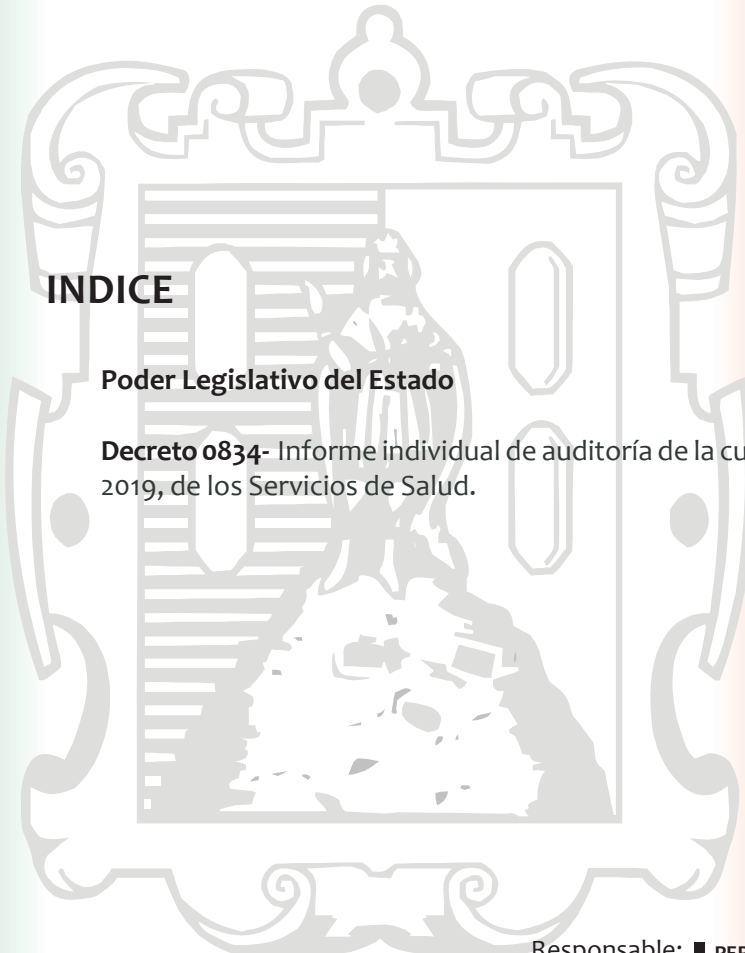 INDICE
Poder Legislativo del Estado
Decreto 0834- Informe individual de auditoría de la
2019, de los Servicios de Salud.
Responsable: